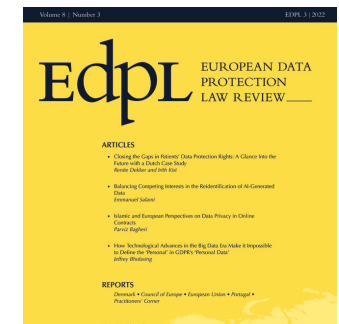 Volume 8 | Number 3
EDPL 3|2022
EdpL
EUROPEAN DATA
PROTECTION
LAW REVIEW
ARTICLES
• Closing the Gaps in Patients' Data Protection Rights: A Glance Into the
Future with a Dutch Case Study
Renée Dekker and Irith Kist
• Balancing Competing Interests in the Reidentification of AI-Generated
Data
Emmanuel Salami
• Islamic and European Perspectives on Data Privacy in Online
Contracts
Parviz Bagheri
• How Technological Advances in the Big Data Era Make it Impossible
to Define the 'Personal' in GDPR's 'Personal Data'
Jeffrey Bholasing
REPORTS
Denmark • Council of Europe • European Union • Portugal •
Practitioners' Corner